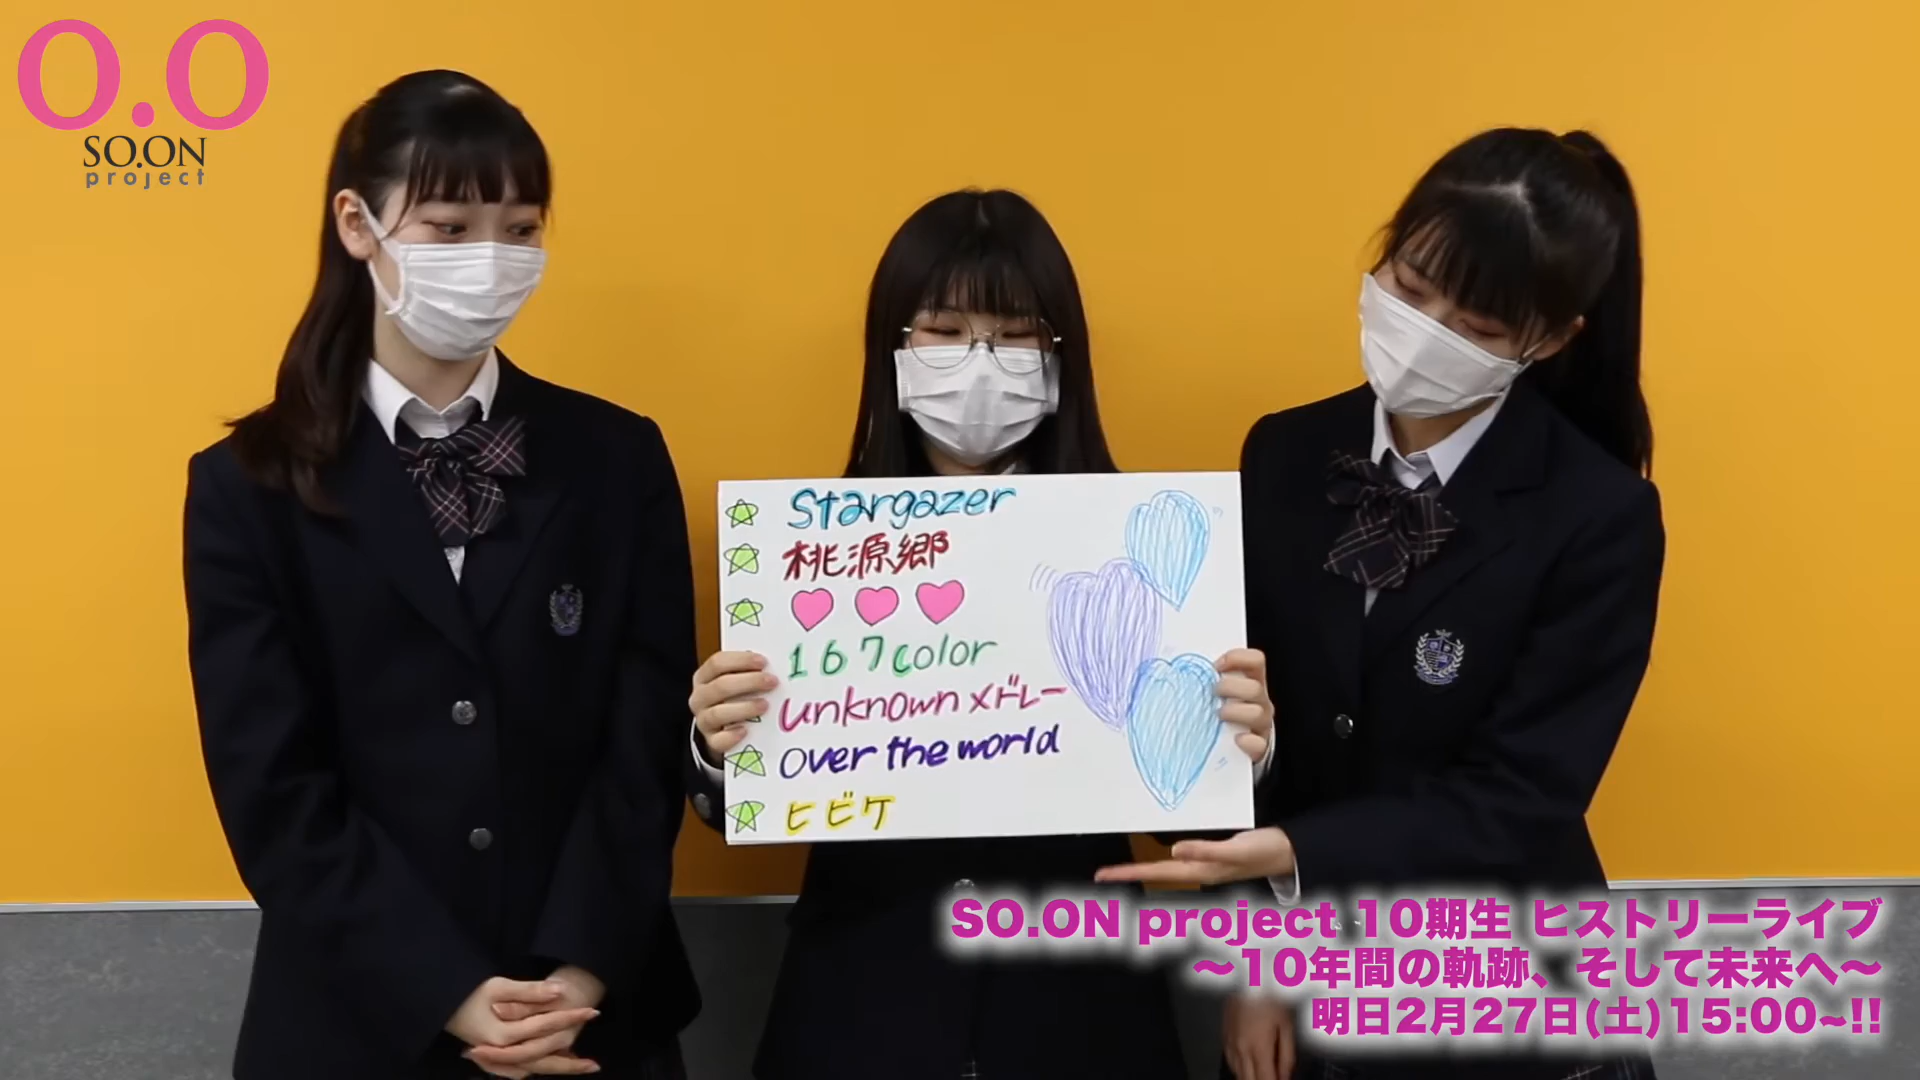 O.O
SO.ON
project
Stargazer
桃源郷
167color
unknownメドレー
over the world
ヒビケ
SO.ON project 10期生 ヒストリーライブ
～10年間の軌跡、そして未来へ～
明日2月27日(土)15:00~!!